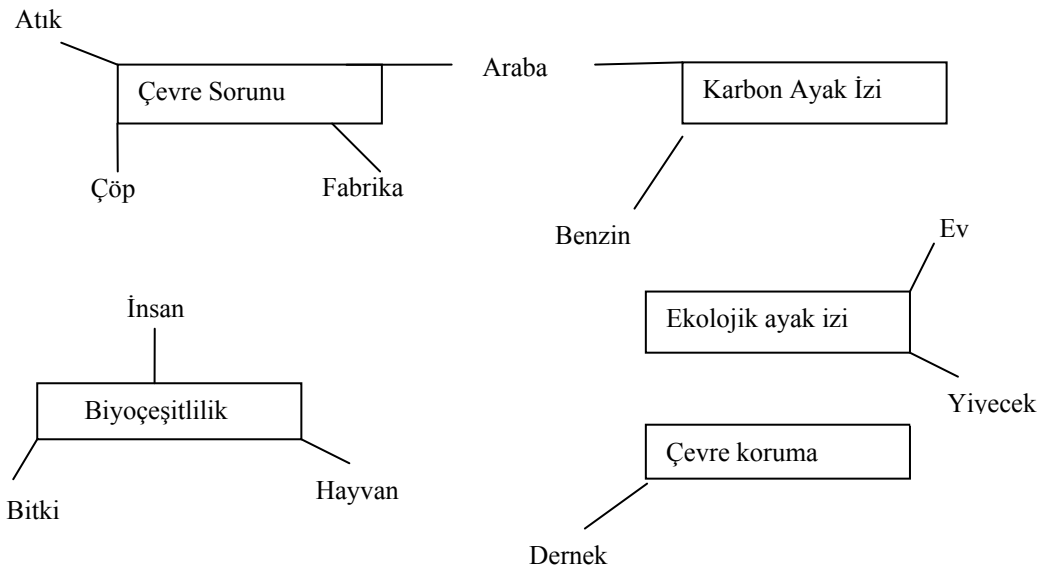 Atık
Araba
Çevre Sorunu
Karbon Ayak İzi
Çöp
Fabrika
Benzin
Ev
İnsan
Ekolojik ayak izi
Biyoçeşitlilik
Yiyecek
Çevre koruma
Hayvan
Bitki
Dernek